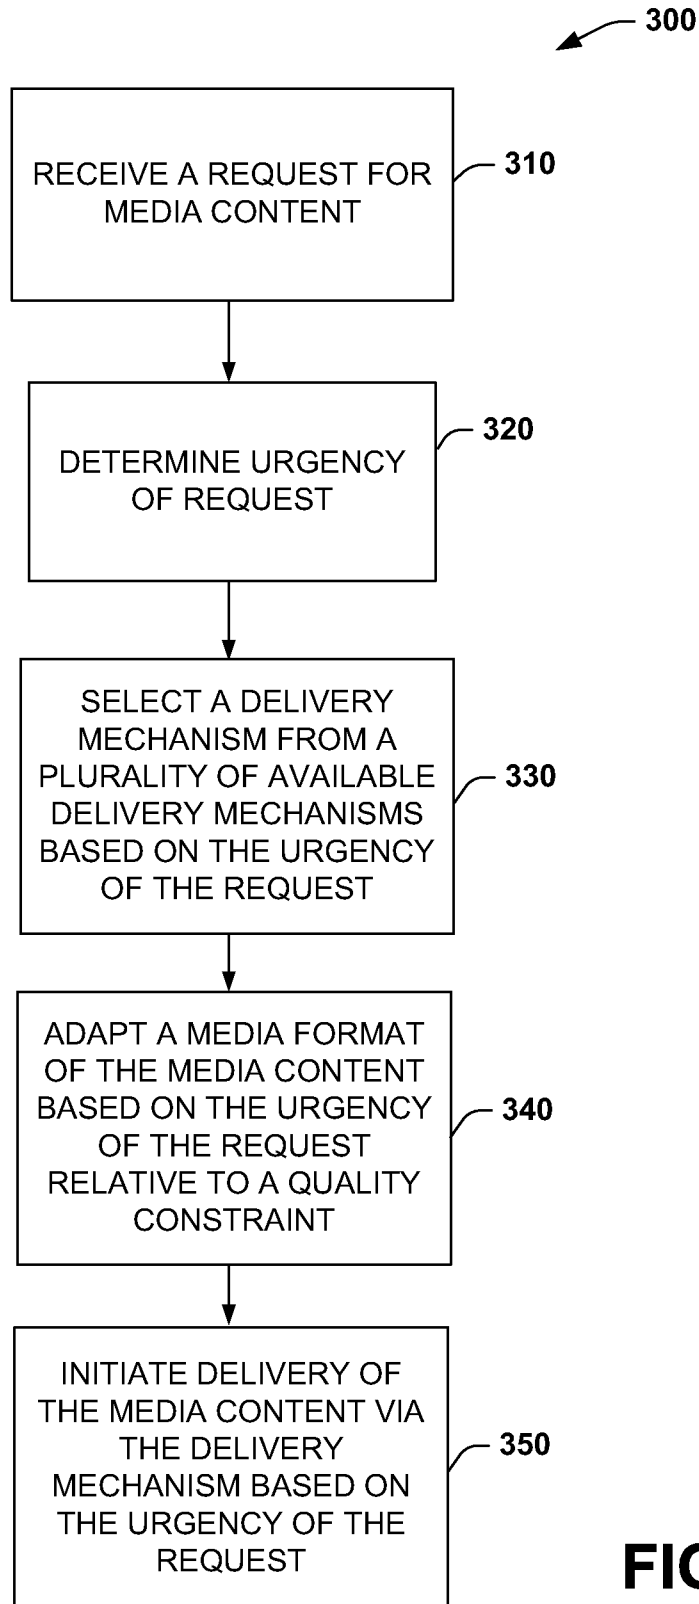 300
RECEIVE A REQUEST FOR
MEDIA CONTENT
310
DETERMINE URGENCY
OF REQUEST
320
SELECT A DELIVERY
MECHANISM FROM A
PLURALITY OF AVAILABLE
DELIVERY MECHANISMS
BASED ON THE URGENCY
OF THE REQUEST
330
ADAPT A MEDIA FORMAT
OF THE MEDIA CONTENT
BASED ON THE URGENCY
OF THE REQUEST
RELATIVE TO A QUALITY
CONSTRAINT
340
INITIATE DELIVERY OF
THE MEDIA CONTENT VIA
THE DELIVERY
MECHANISM BASED ON
THE URGENCY OF THE
REQUEST
350